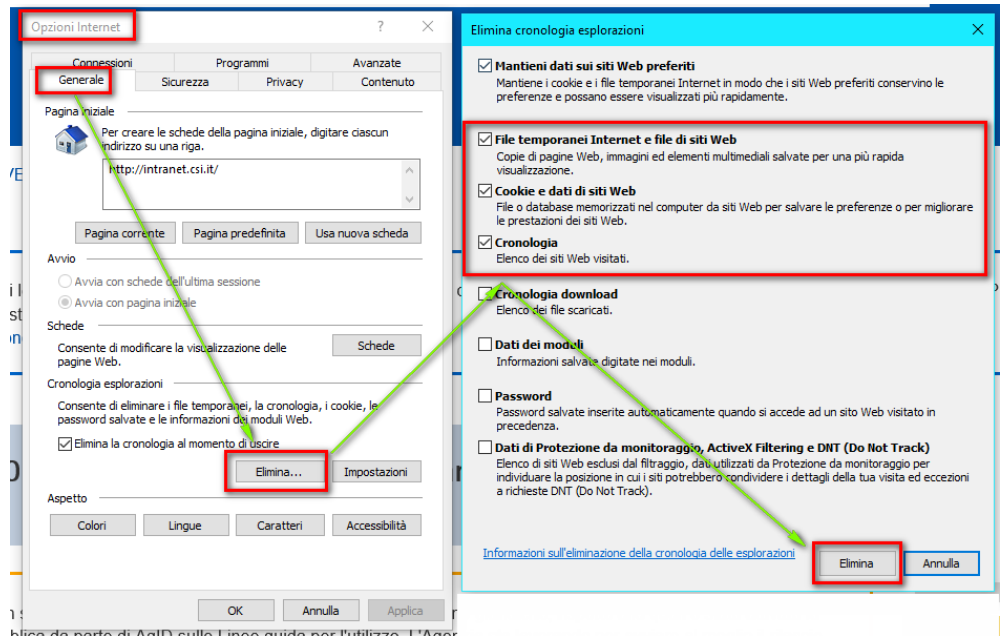 Opzioni Internet
?
Connessioni
Programmi
Avanzate
Generale
Sicurezza
Privacy
Contenuto
Pagina iniziale
Per creare le schede della pagina iniziale, digitare ciascun
indirizzo su una riga.
http://intranet.csi.it/
Pagina corrente
Pagina predefinita
Usa nuova scheda
Avvio
Avvia con schede dell'ultima sessione
Avvia con pagina iniziale
Schede
Consente di modificare la visualizzazione delle
pagine Web.
Schede
Cronologia esplorazioni
Consente di eliminare i file temporanei, la cronologia, i cookie, le
password salvate e le informazioni dei moduli Web.
Elimina la cronologia al momento di uscire
Elimina...
Impostazioni
Aspetto
Colori
Lingue
Caratteri
Accessibilità
OK
Annulla
Applica
Elimina cronologia esplorazioni
Mantieni dati sui siti Web preferiti
Mantiene i cookie e i file temporanei Internet in modo che i siti Web preferiti conservino le
preferenze e possano essere visualizzati più rapidamente.
File temporanei Internet e file di siti Web
Copie di pagine Web, immagini ed elementi multimediali salvate per una più rapida
visualizzazione.
Cookie e dati di siti Web
File o database memorizzati nel computer da siti Web per salvare le preferenze o per migliorare
le prestazioni dei siti Web.
Cronologia
Elenco dei siti Web visitati.
Cronologia download
Elenco dei file scaricati.
Dati dei moduli
Informazioni salvate digitate nei moduli.
Password
Password salvate inserite automaticamente quando si accede ad un sito Web visitato in
precedenza.
Dati di Protezione da monitoraggio, ActiveX Filtering e DNT (Do Not Track)
Elenco di siti Web esclusi dal filtraggio, dati utilizzati da Protezione da monitoraggio per
individuare la posizione in cui i siti potrebbero condividere i dettagli della tua visita ed eccezioni
a richieste DNT (Do Not Track).
Informazioni sull'eliminazione della cronologia delle esplorazioni
Elimina
Annulla
da parte di AgID sulle Linee guida per l'utilizzo.